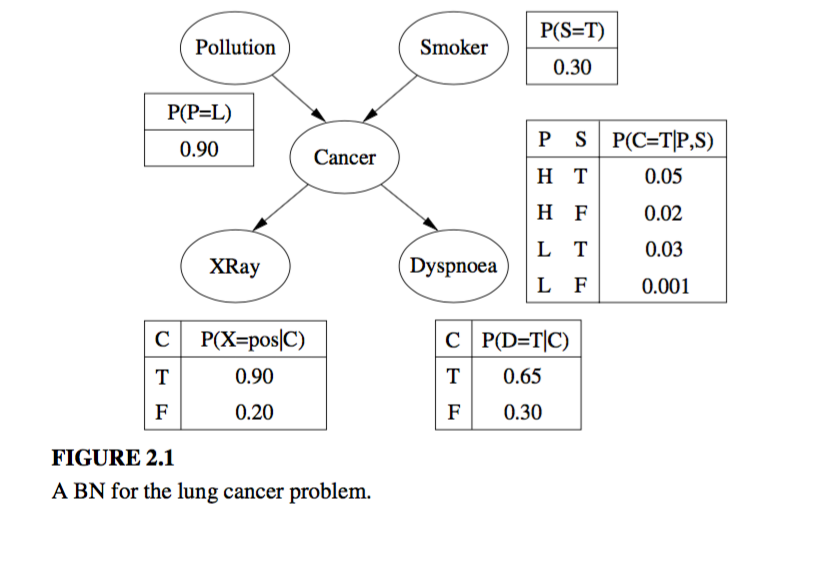 Pollution
Smoker
P(S=T)
0.30
P(P=L)
0.90
Cancer
P S P(C=T|P,S)
H T 0.05
H F 0.02
L T 0.03
L F 0.001
XRay
Dyspnoea
C P(X=pos|C)
T 0.90
F 0.20
C P(D=T|C)
T 0.65
F 0.30
FIGURE 2.1
A BN for the lung cancer problem.